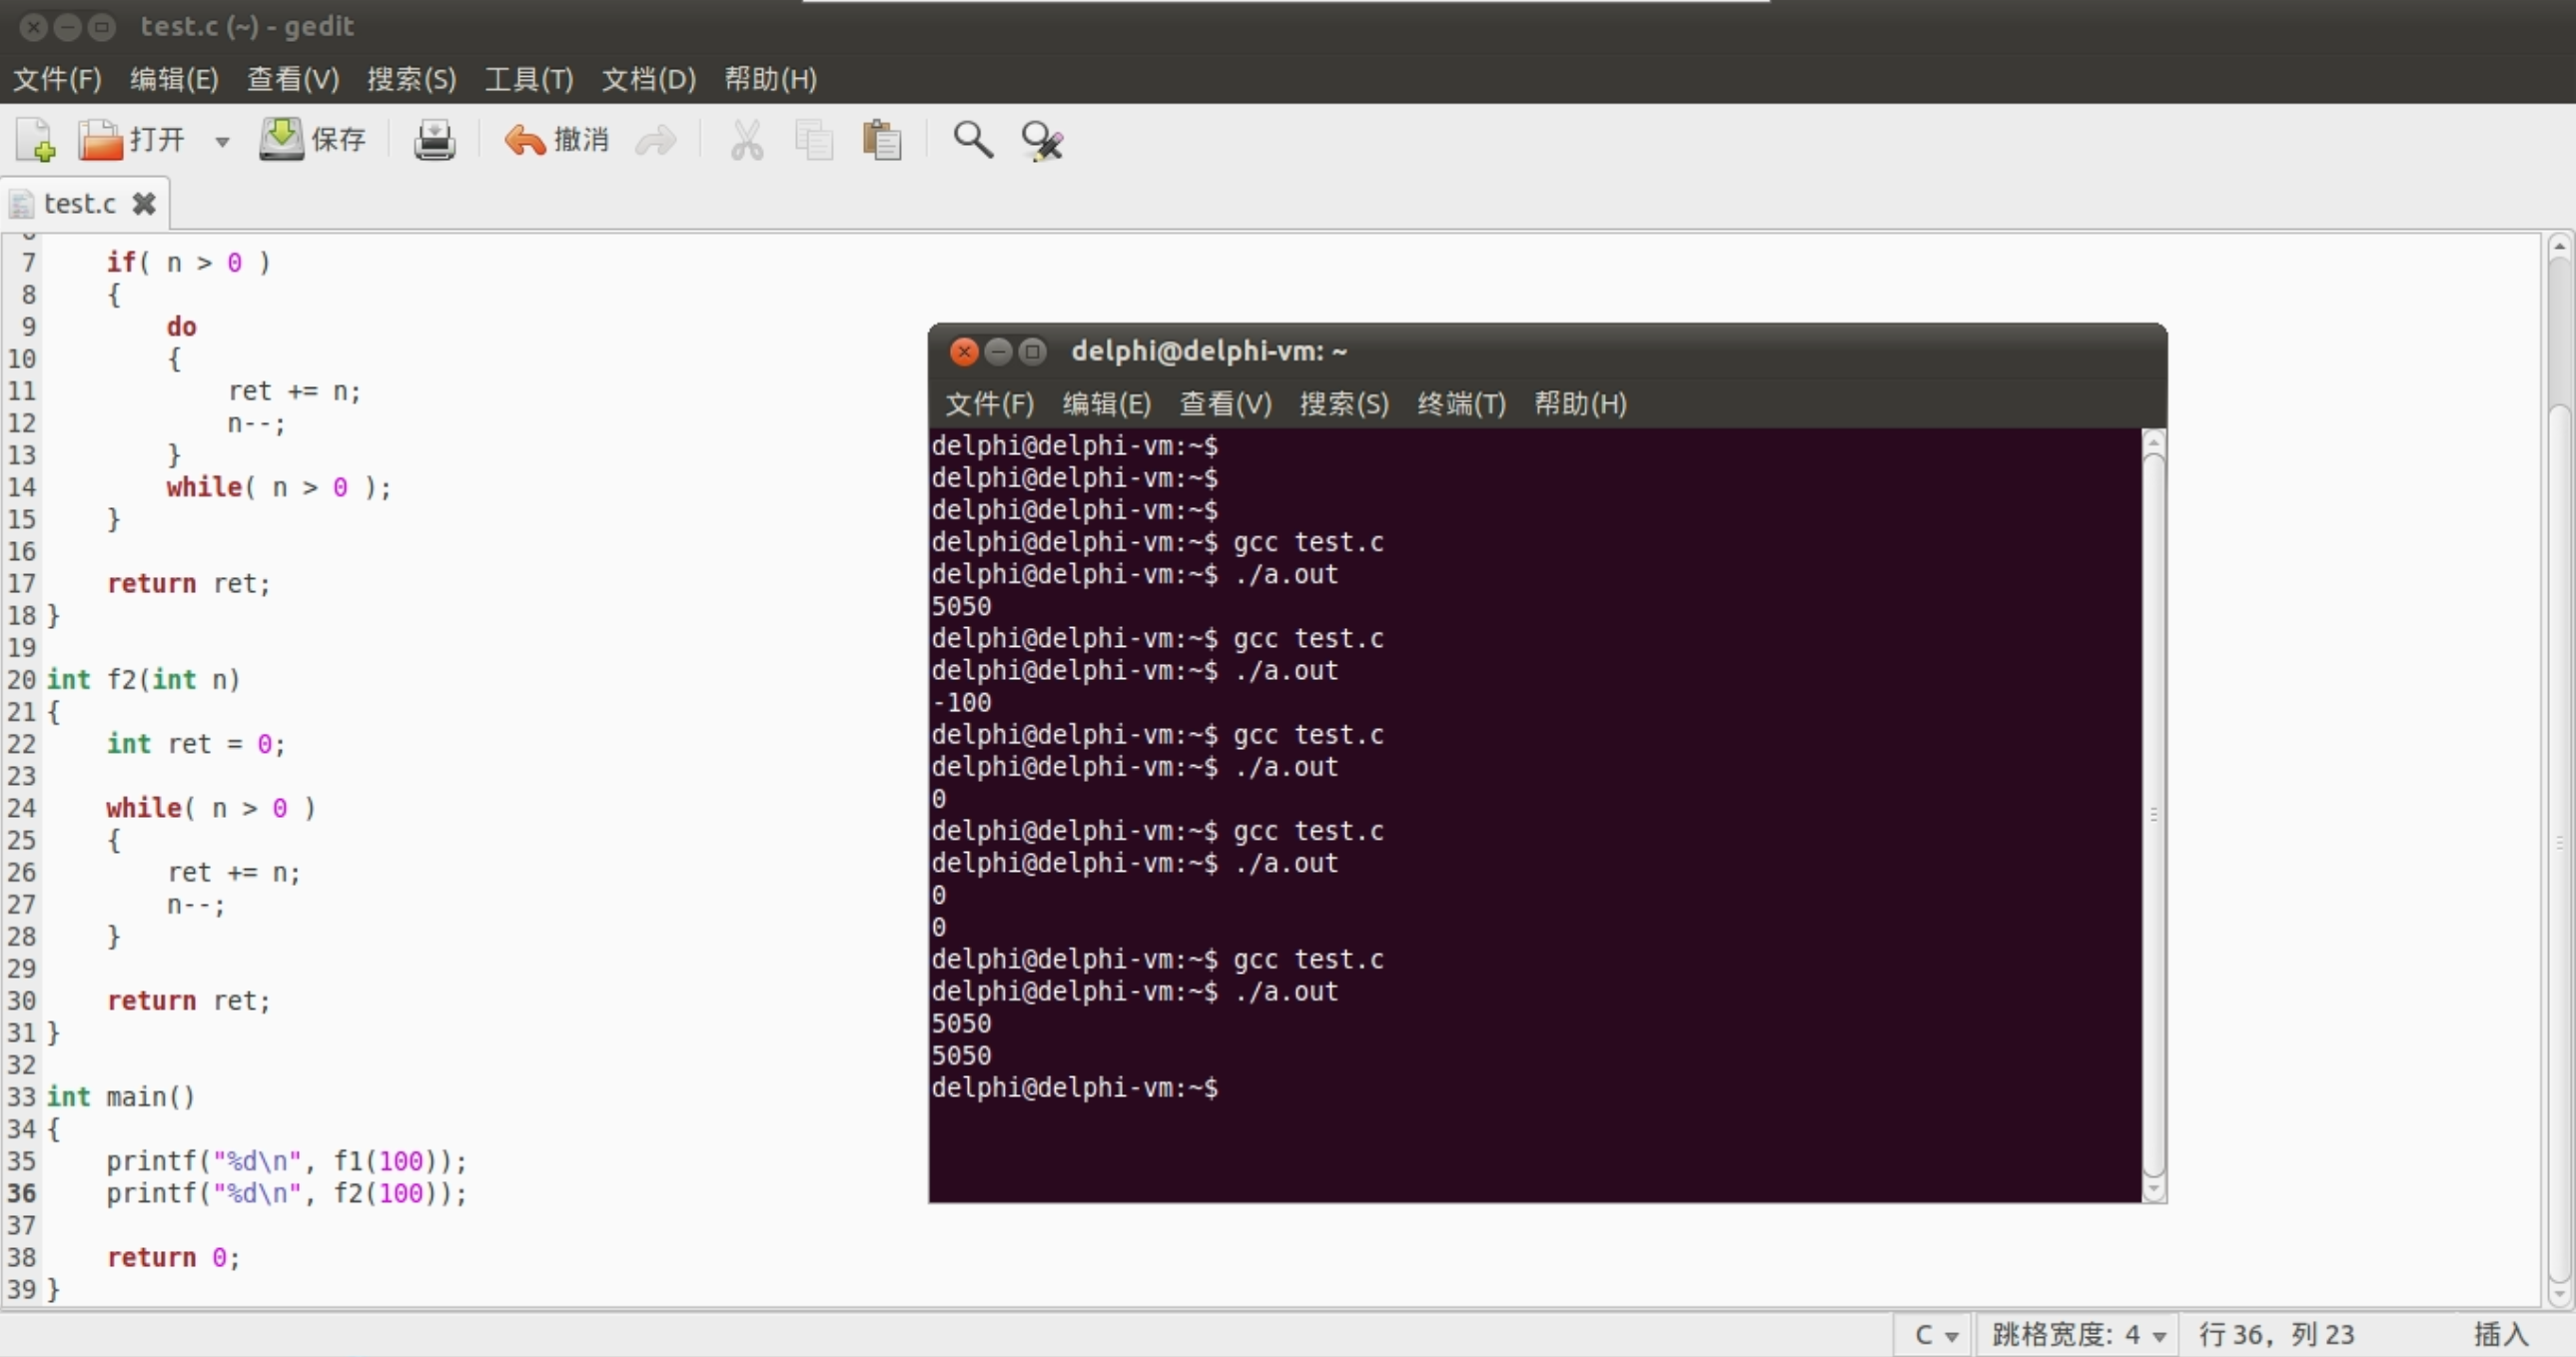 test.c (~) - gedit
文件(F) 编辑(E) 查看(V) 搜索(S) 工具(T) 文档(D) 帮助(H)
打开 保存 撤消
test.c
7     if( n > 0 )
8     {
9         do
10         {
11             ret += n;
12             n--;
13         }
14         while( n > 0 );
15     }
16
17     return ret;
18 }
19
20 int f2(int n)
21 {
22     int ret = 0;
23
24     while( n > 0 )
25     {
26         ret += n;
27         n--;
28     }
29
30     return ret;
31 }
32
33 int main()
34 {
35     printf("%d\n", f1(100));
36     printf("%d\n", f2(100));
37
38     return 0;
39 }
delphi@delphi-vm: ~
文件(F) 编辑(E) 查看(V) 搜索(S) 终端(T) 帮助(H)
delphi@delphi-vm:~$
delphi@delphi-vm:~$
delphi@delphi-vm:~$
delphi@delphi-vm:~$ gcc test.c
delphi@delphi-vm:~$ ./a.out
5050
delphi@delphi-vm:~$ gcc test.c
delphi@delphi-vm:~$ ./a.out
-100
delphi@delphi-vm:~$ gcc test.c
delphi@delphi-vm:~$ ./a.out
0
delphi@delphi-vm:~$ gcc test.c
delphi@delphi-vm:~$ ./a.out
0
0
delphi@delphi-vm:~$ gcc test.c
delphi@delphi-vm:~$ ./a.out
5050
5050
delphi@delphi-vm:~$
C 跳格宽度: 4 行 36，列 23 插入